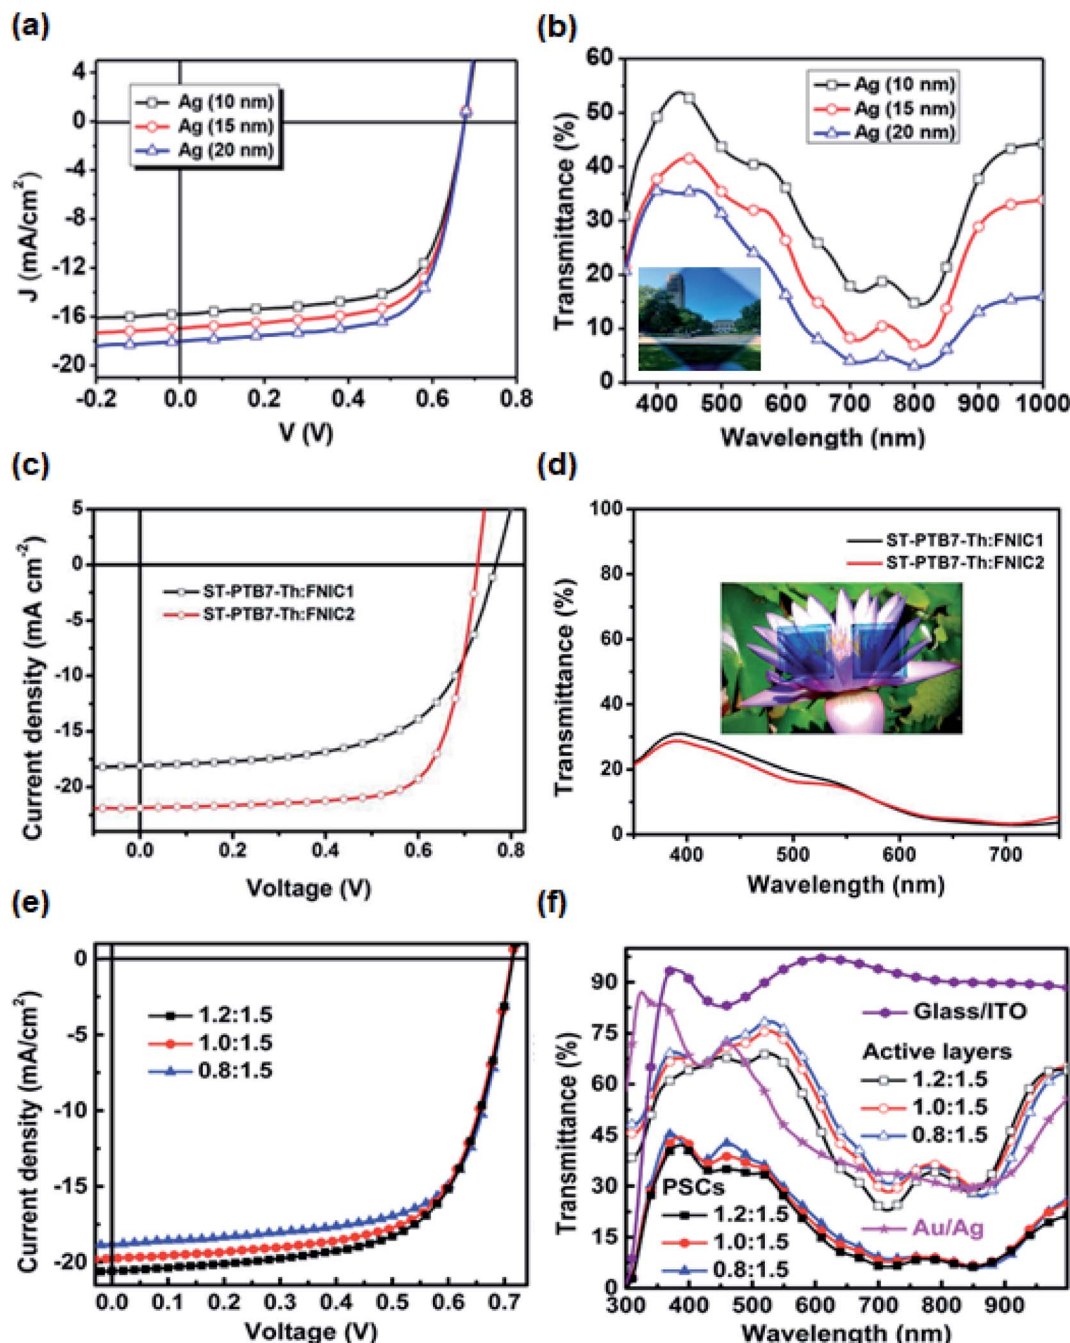 (a)
4
0
-4
-8
-12
-16
-20
J (mA/cm²)
Ag (10 nm)
Ag (15 nm)
Ag (20 nm)
-0.2 0.0 0.2 0.4 0.6 0.8
V (V)
(b)
60
50
40
30
20
10
0
Transmittance (%)
Ag (10 nm)
Ag (15 nm)
Ag (20 nm)
400 500 600 700 800 900 1000
Wavelength (nm)
(c)
5
0
-5
-10
-15
-20
Current density (mA cm⁻²)
ST-PTB7-Th:FNIC1
ST-PTB7-Th:FNIC2
0.0 0.2 0.4 0.6 0.8
Voltage (V)
(d)
100
80
60
40
20
0
Transmittance (%)
ST-PTB7-Th:FNIC1
ST-PTB7-Th:FNIC2
400 500 600 700
Wavelength (nm)
(e)
0
-5
-10
-15
-20
Current density (mA/cm²)
1.2:1.5
1.0:1.5
0.8:1.5
0.0 0.1 0.2 0.3 0.4 0.5 0.6 0.7
Voltage (V)
(f)
90
75
60
45
30
15
0
Transmittance (%)
Glass/ITO
Active layers
1.2:1.5
1.0:1.5
0.8:1.5
PSCs
1.2:1.5
1.0:1.5
0.8:1.5
Au/Ag
300 400 500 600 700 800 900
Wavelength (nm)